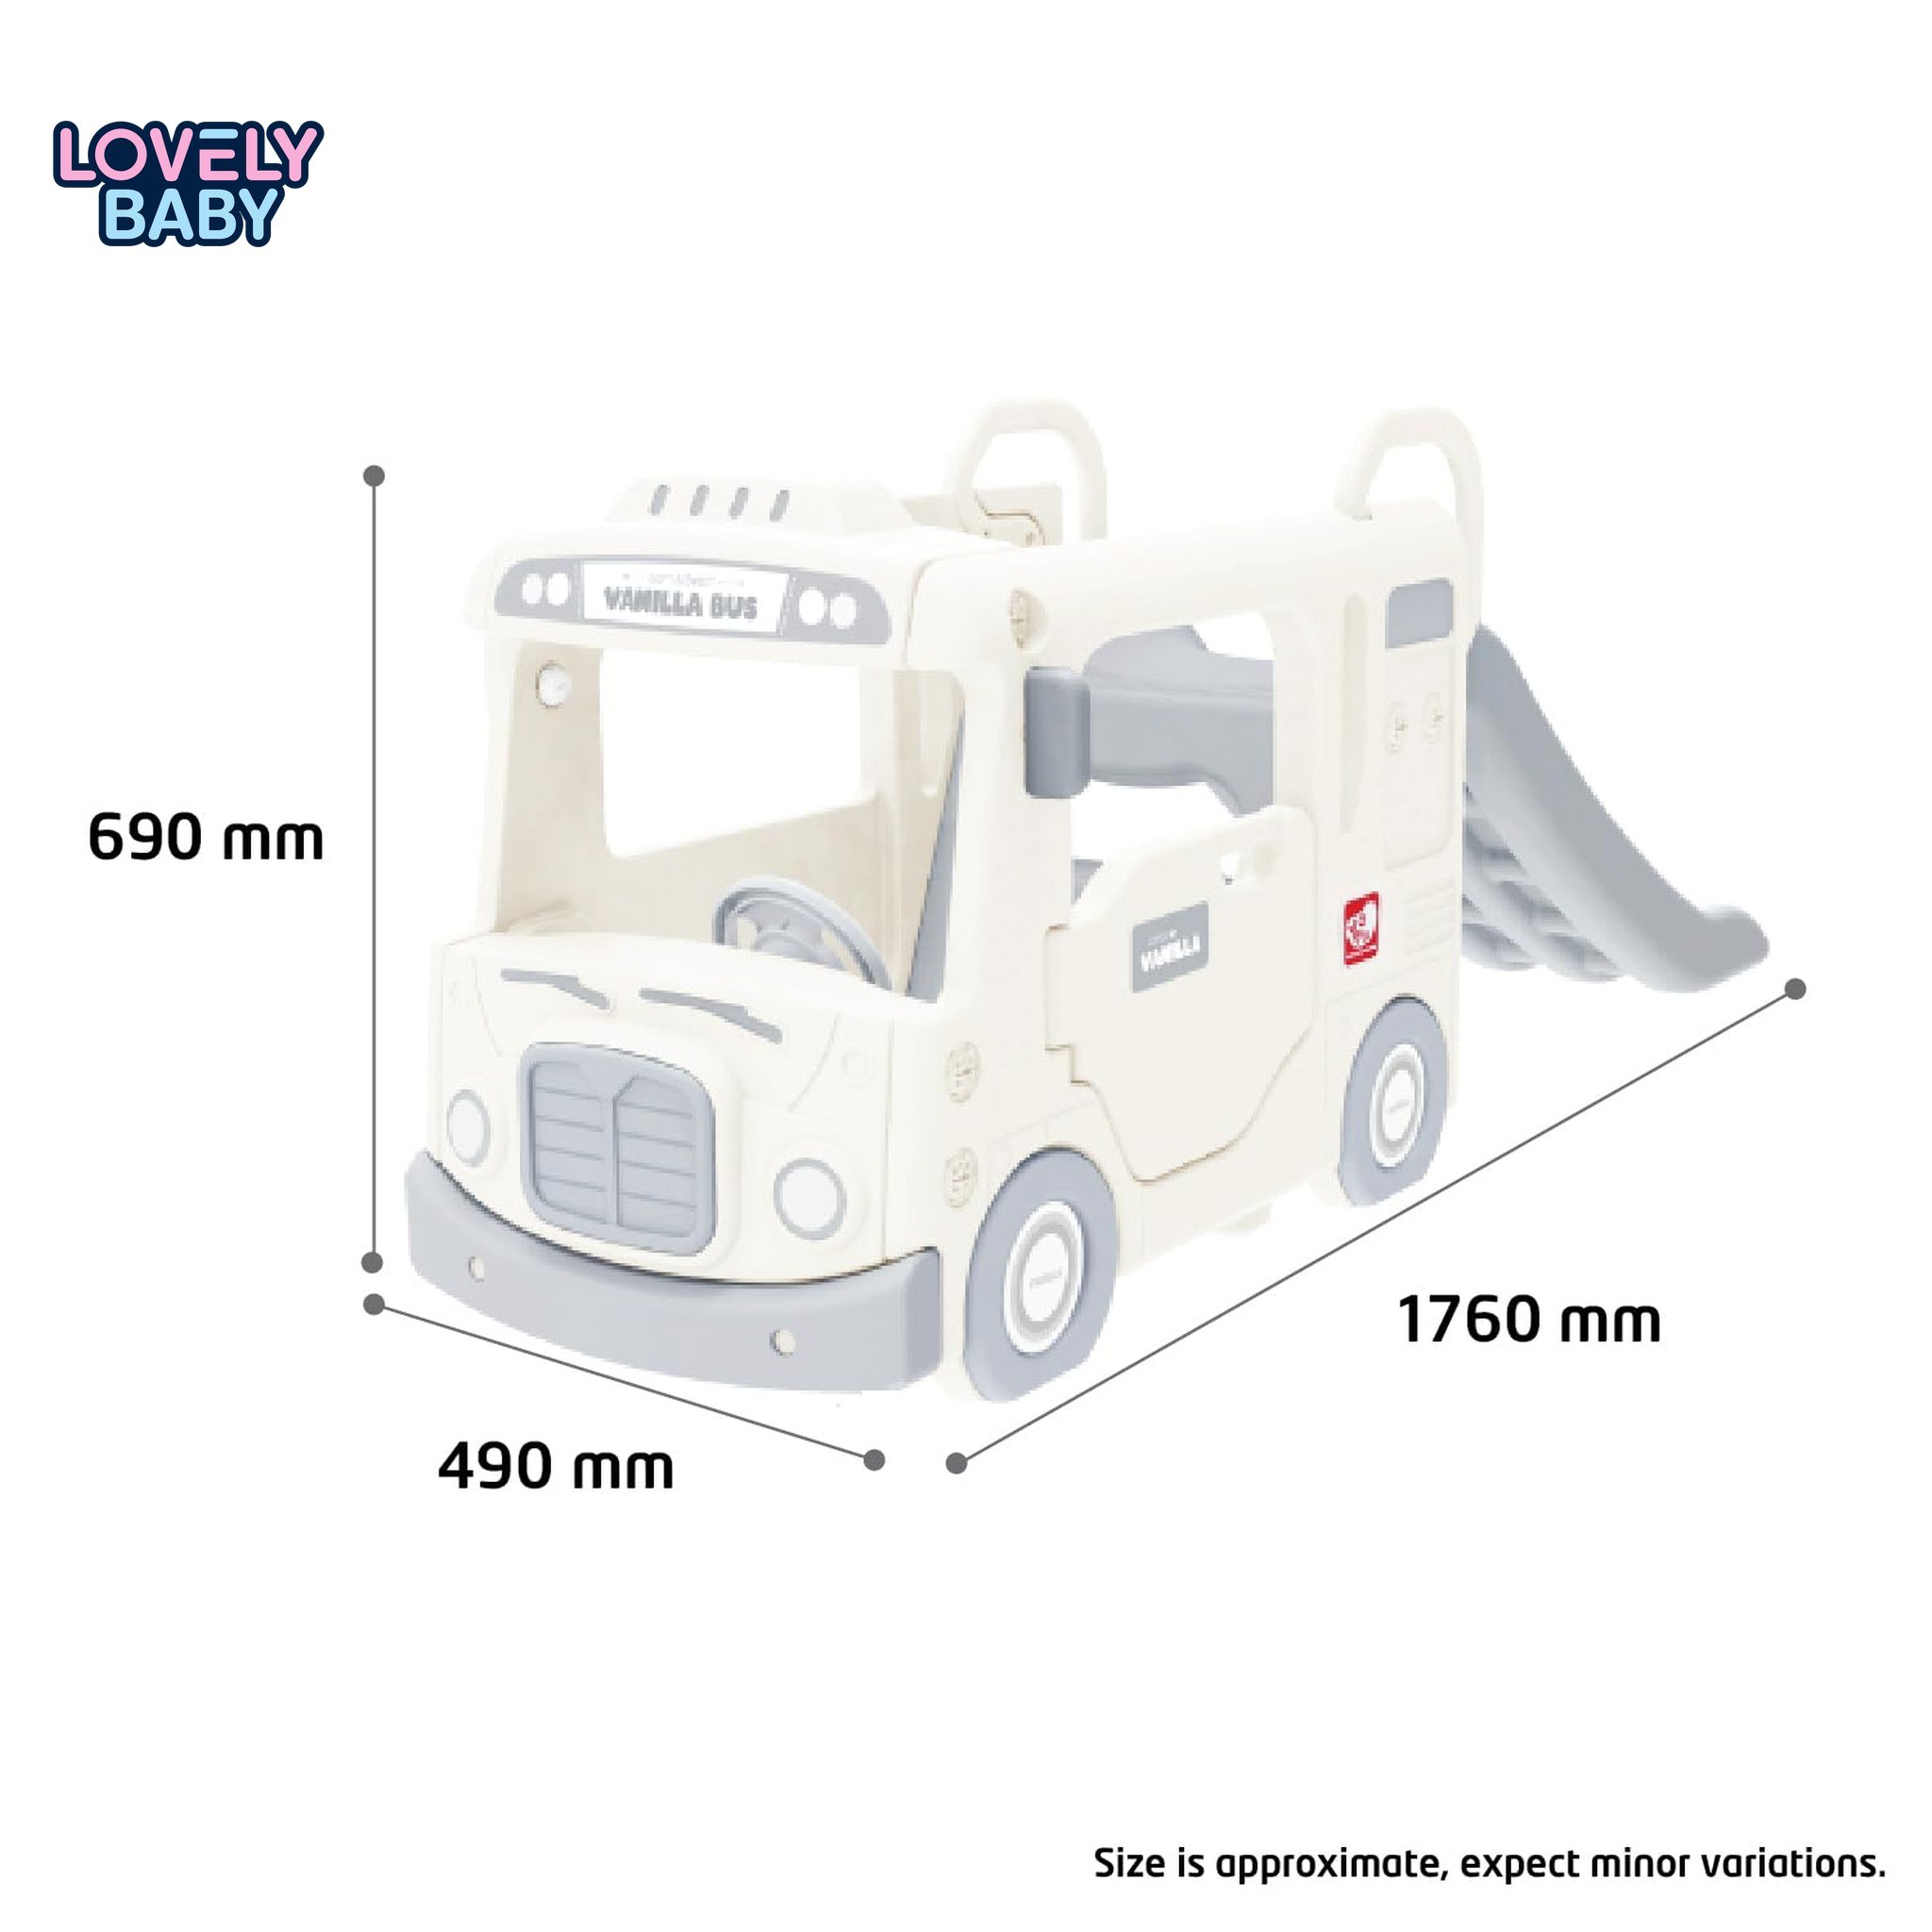 LOVELY
BABY
VANILLA BUS
690 mm
VANILLA
1760 mm
490 mm
Size is approximate, expect minor variations.